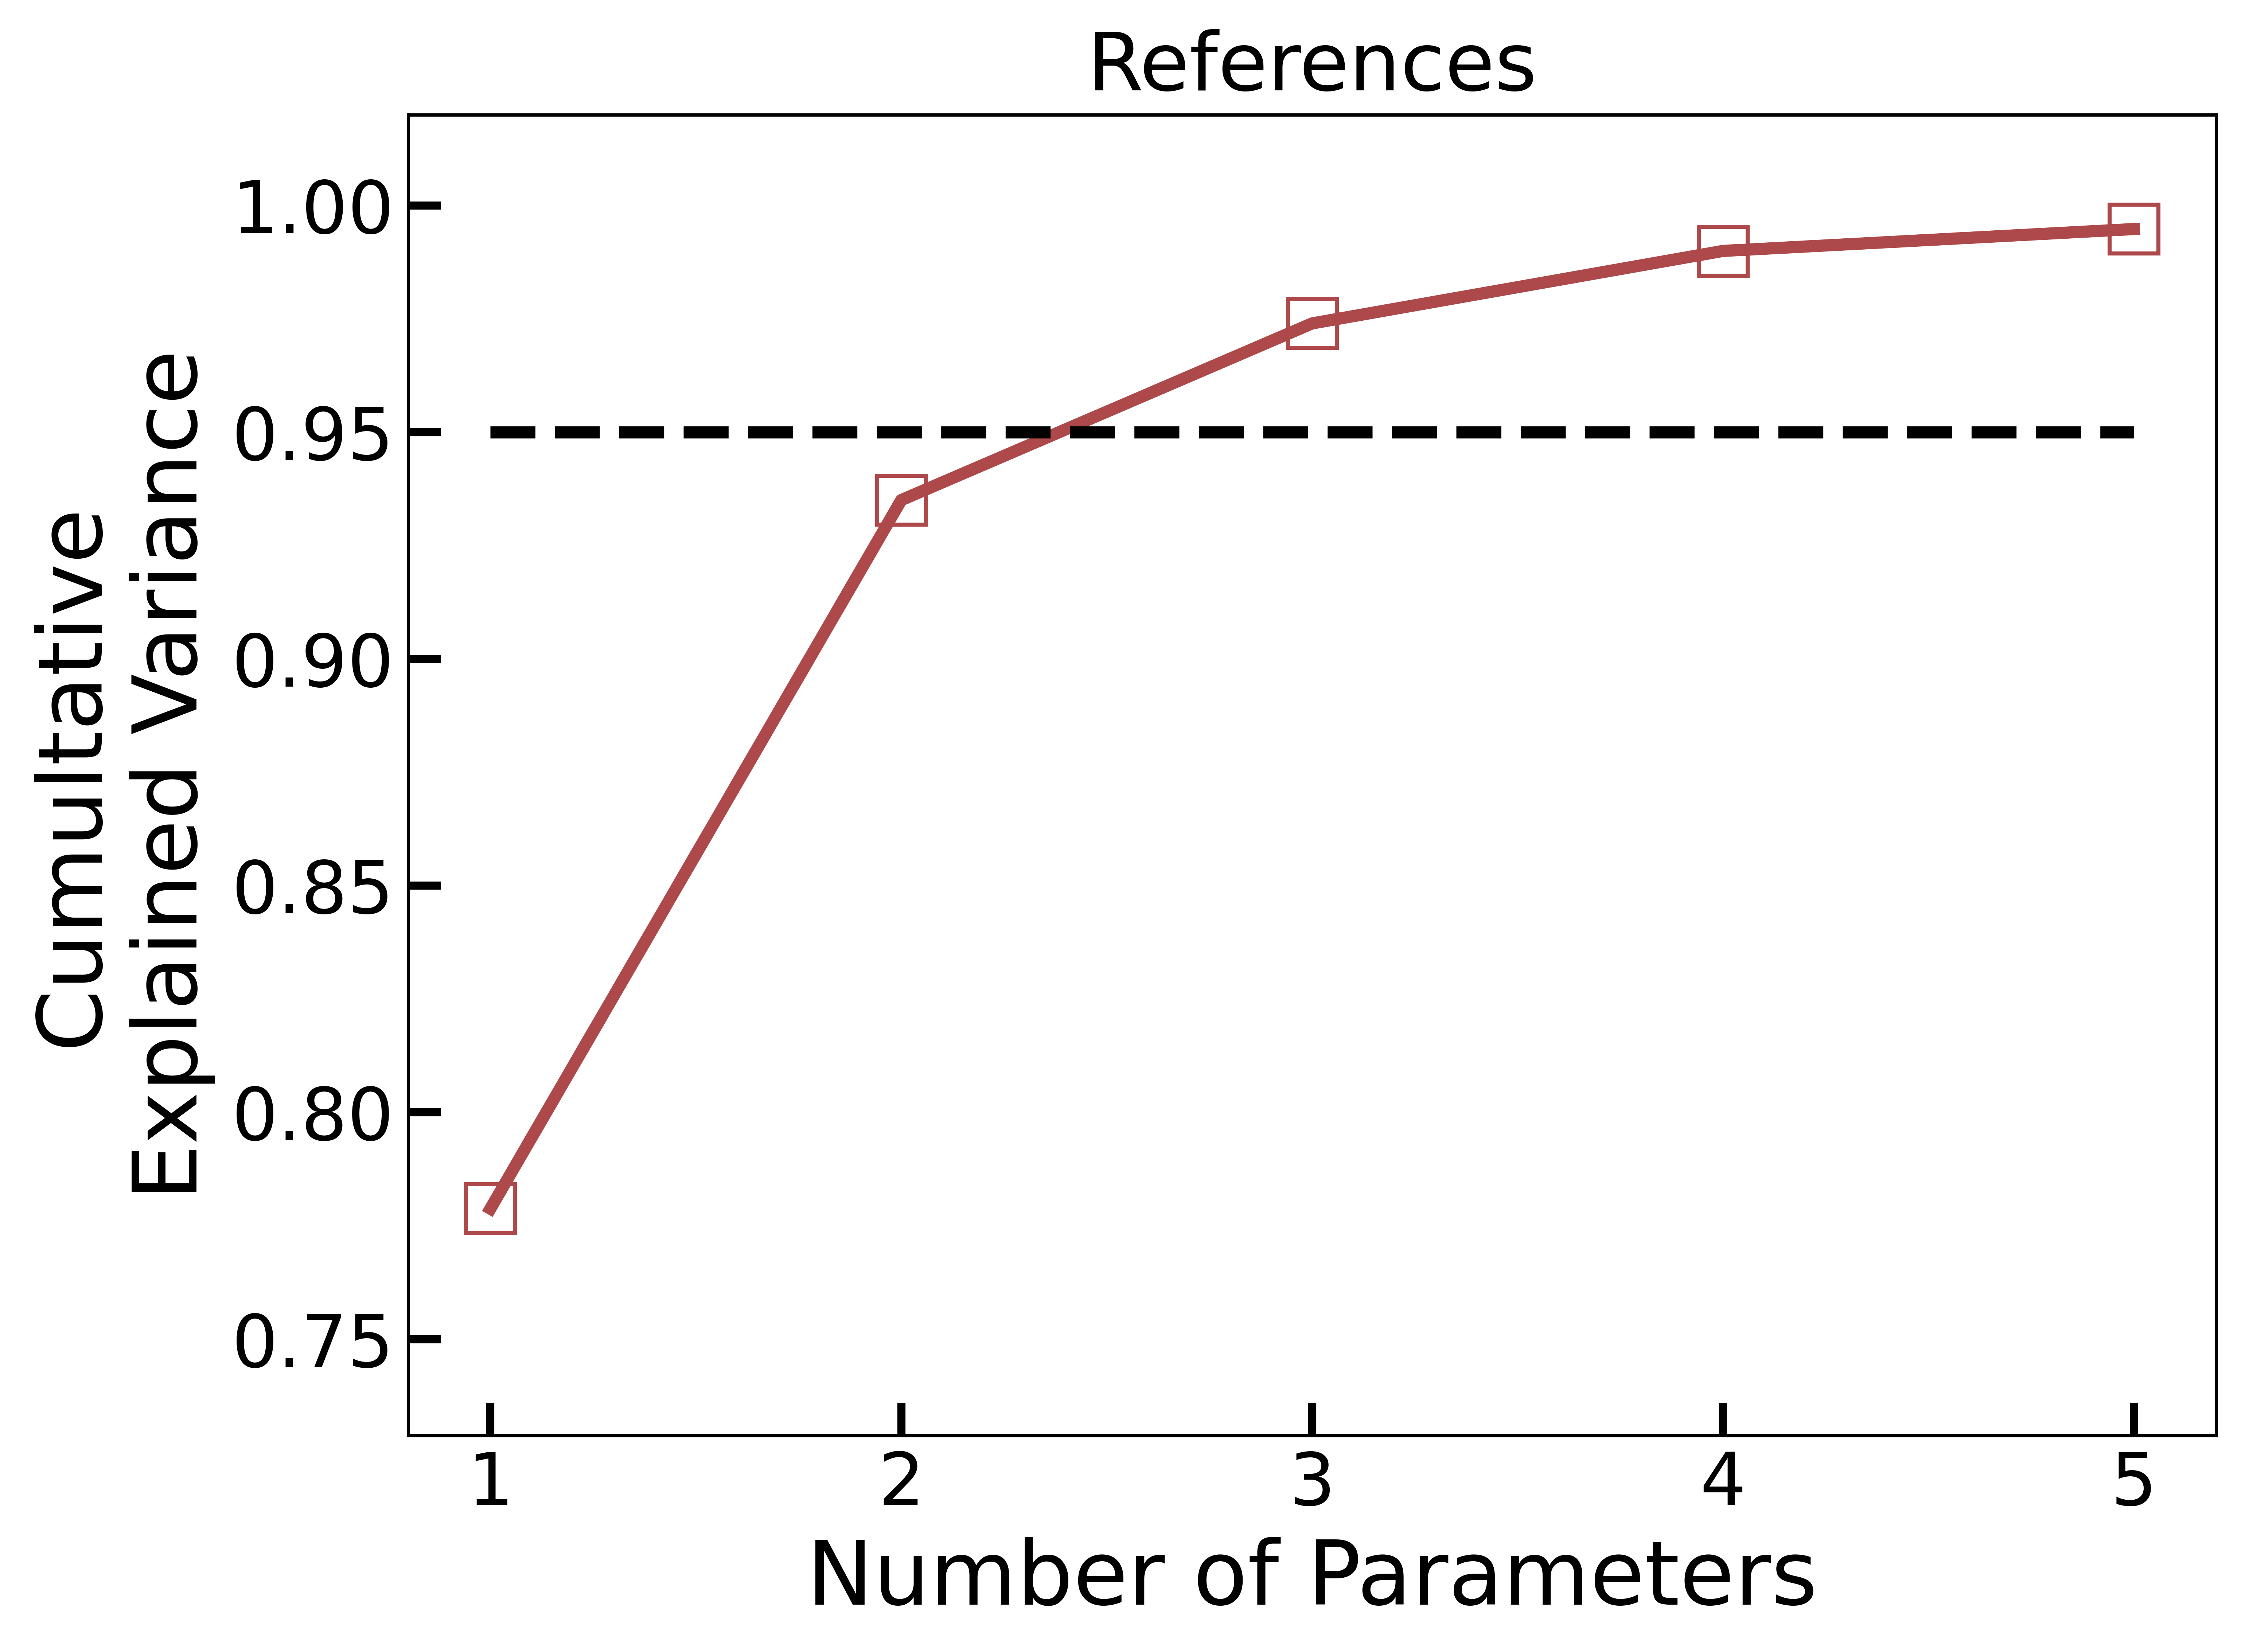 References
Cumultative
Explained Variance
1.00
0.95
0.90
0.85
0.80
0.75
1 2 3 4 5
Number of Parameters